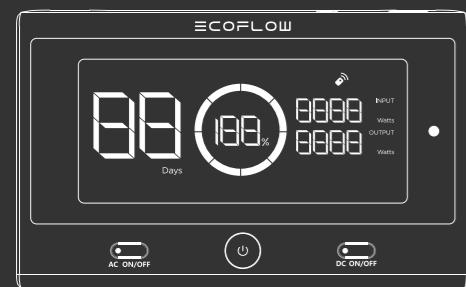 ECOFLOW
88
188%
Days
8888 INPUT
Watts
8888 OUTPUT
Watts
AC ON/OFF
DC ON/OFF